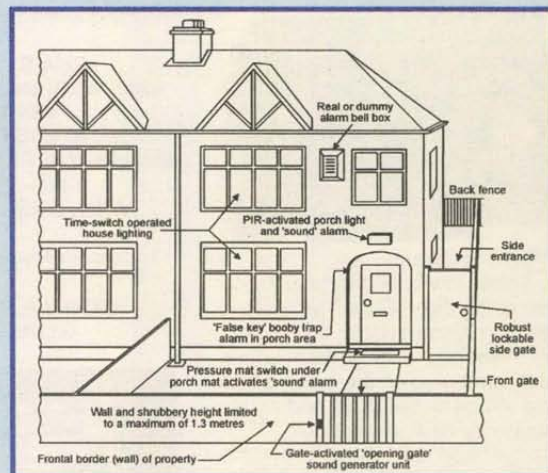 Real or dummy
alarm bell box
Back fence
Time-switch operated
house lighting
PIR-activated porch light
and 'sound' alarm
Side
entrance
'False key' booby trap
alarm in porch area
Robust
lockable
side gate
Pressure mat switch under
porch mat activates 'sound' alarm
Front gate
Wall and shrubbery height limited
to a maximum of 1.3 metres
Frontal border (wall) of property
Gate-activated 'opening gate'
sound generator unit